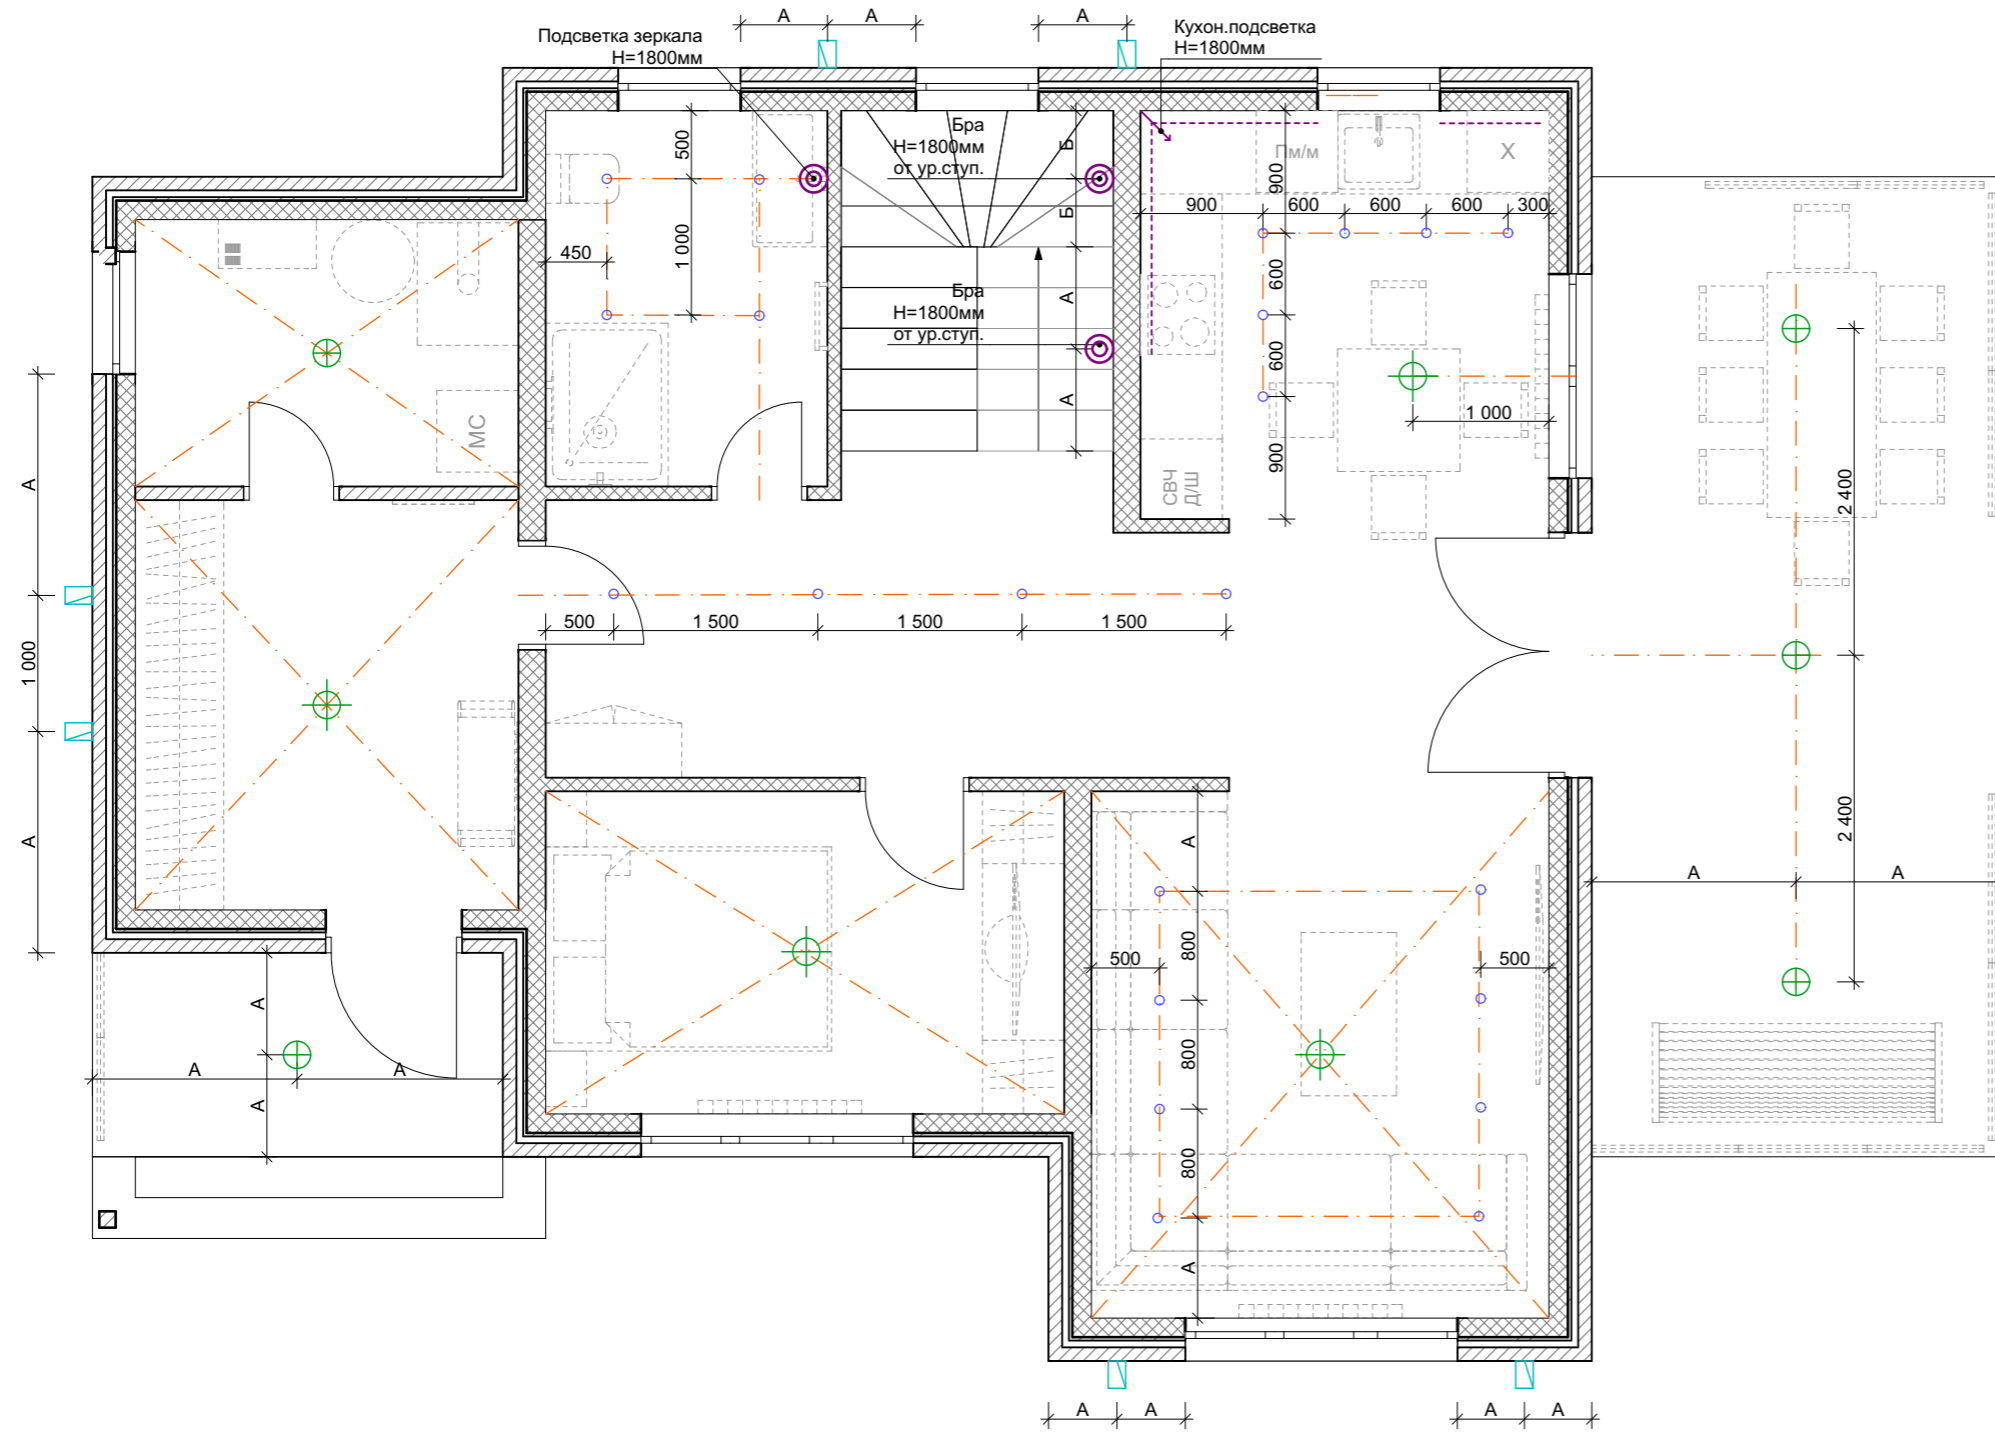 А
А
А
Подсветка зеркала
Н=1800мм
Кухон.подсветка
Н=1800мм
Бра
Н=1800мм
от ур.ступ.
Б
Б
500
1 000
450
900
Пм/м
Х
900
600
600
600
300
600
600
900
Бра
Н=1800мм
от ур.ступ.
А
А
1 000
МС
СВЧ
Д/Ш
2 400
2 400
А
1 000
А
500
1 500
1 500
1 500
А
А
А
500
800
800
800
А
500
А
А
А
А
А
А
А
А